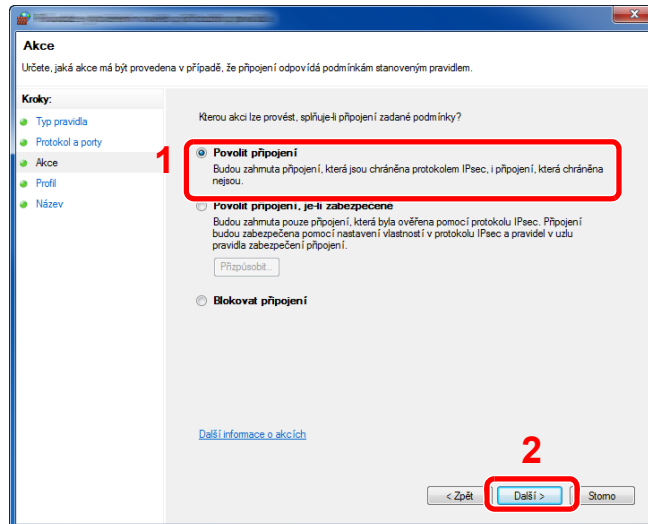 Akce
Určete, jaká akce má být provedena v případě, že připojení odpovídá podmínkám stanoveným pravidlem.
Kroky:
Typ pravidla
Protokol a porty
Akce
Profil
Název
Kterou akci lze provést, splňuje-li připojení zadané podmínky?
1
Povolit připojení
Budou zahrnuta připojení, která jsou chráněna protokolem IPsec, i připojení, která chráněna
nejsou.
Povolit připojení, je-li zabezpečené
Budou zahrnuta pouze připojení, která byla ověřena pomocí protokolu IPsec. Připojení
budou zabezpečena pomocí nastavení vlastností v protokolu IPsec a pravidel v uzlu
pravidla zabezpečení připojení.
Přizpůsobit...
Blokovat připojení
Další informace o akcích
2
< Zpět
Další >
Storno